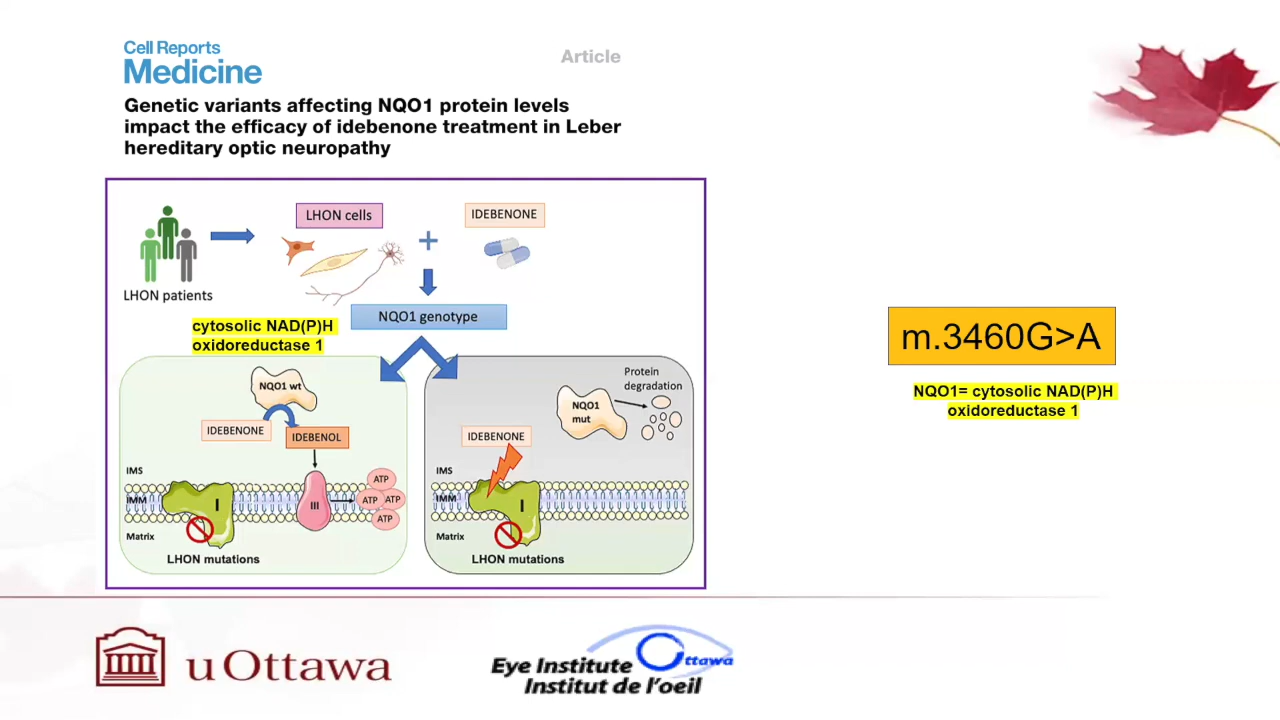 Cell Reports
Medicine
Article
Genetic variants affecting NQO1 protein levels
impact the efficacy of idebenone treatment in Leber
hereditary optic neuropathy
LHON cells
IDEBENONE
LHON patients
NQO1 genotype
cytosolic NAD(P)H
oxidoreductase 1
NQO1 wt
IDEBENONE
IDEBENOL
IMS
IMM
Matrix
I
III
ATP
ATP
ATP
ATP
LHON mutations
Protein
degradation
NQO1
mut
IDEBENONE
IMS
IMM
Matrix
I
LHON mutations
m.3460G>A
NQO1= cytosolic NAD(P)H
oxidoreductase 1
uOttawa
Eye Institute Ottawa
Institut de l'oeil